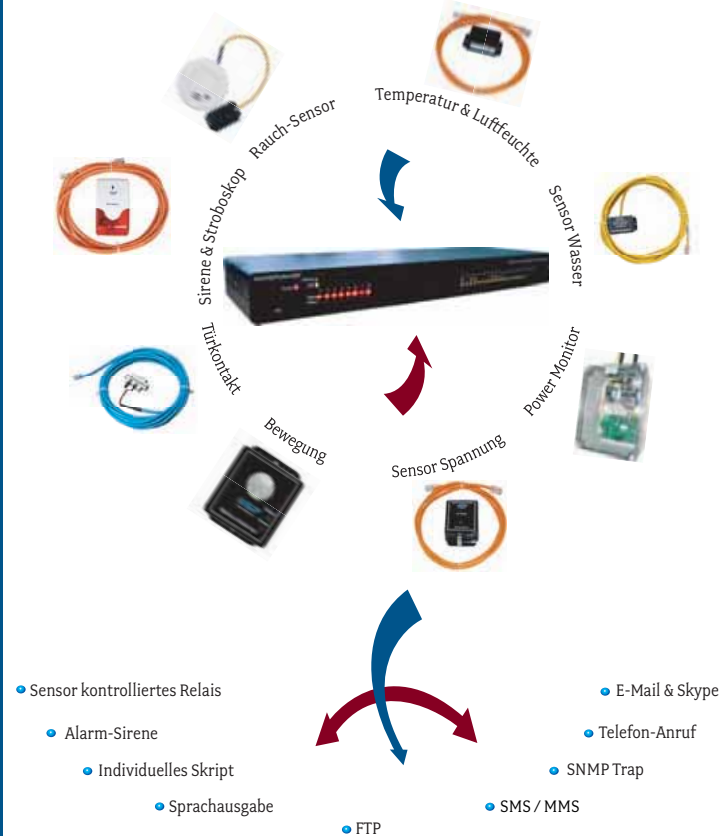 Temperatur & Luftfeuchte
Rauch-Sensor
Sirene & Stroboskop
Sensor Wasser
Türkontakt
Power Monitor
Bewegung
Sensor Spannung
Sensor kontrolliertes Relais
E-Mail & Skype
Alarm-Sirene
Telefon-Anruf
Individuelles Skript
SNMP Trap
Sprachausgabe
SMS / MMS
FTP